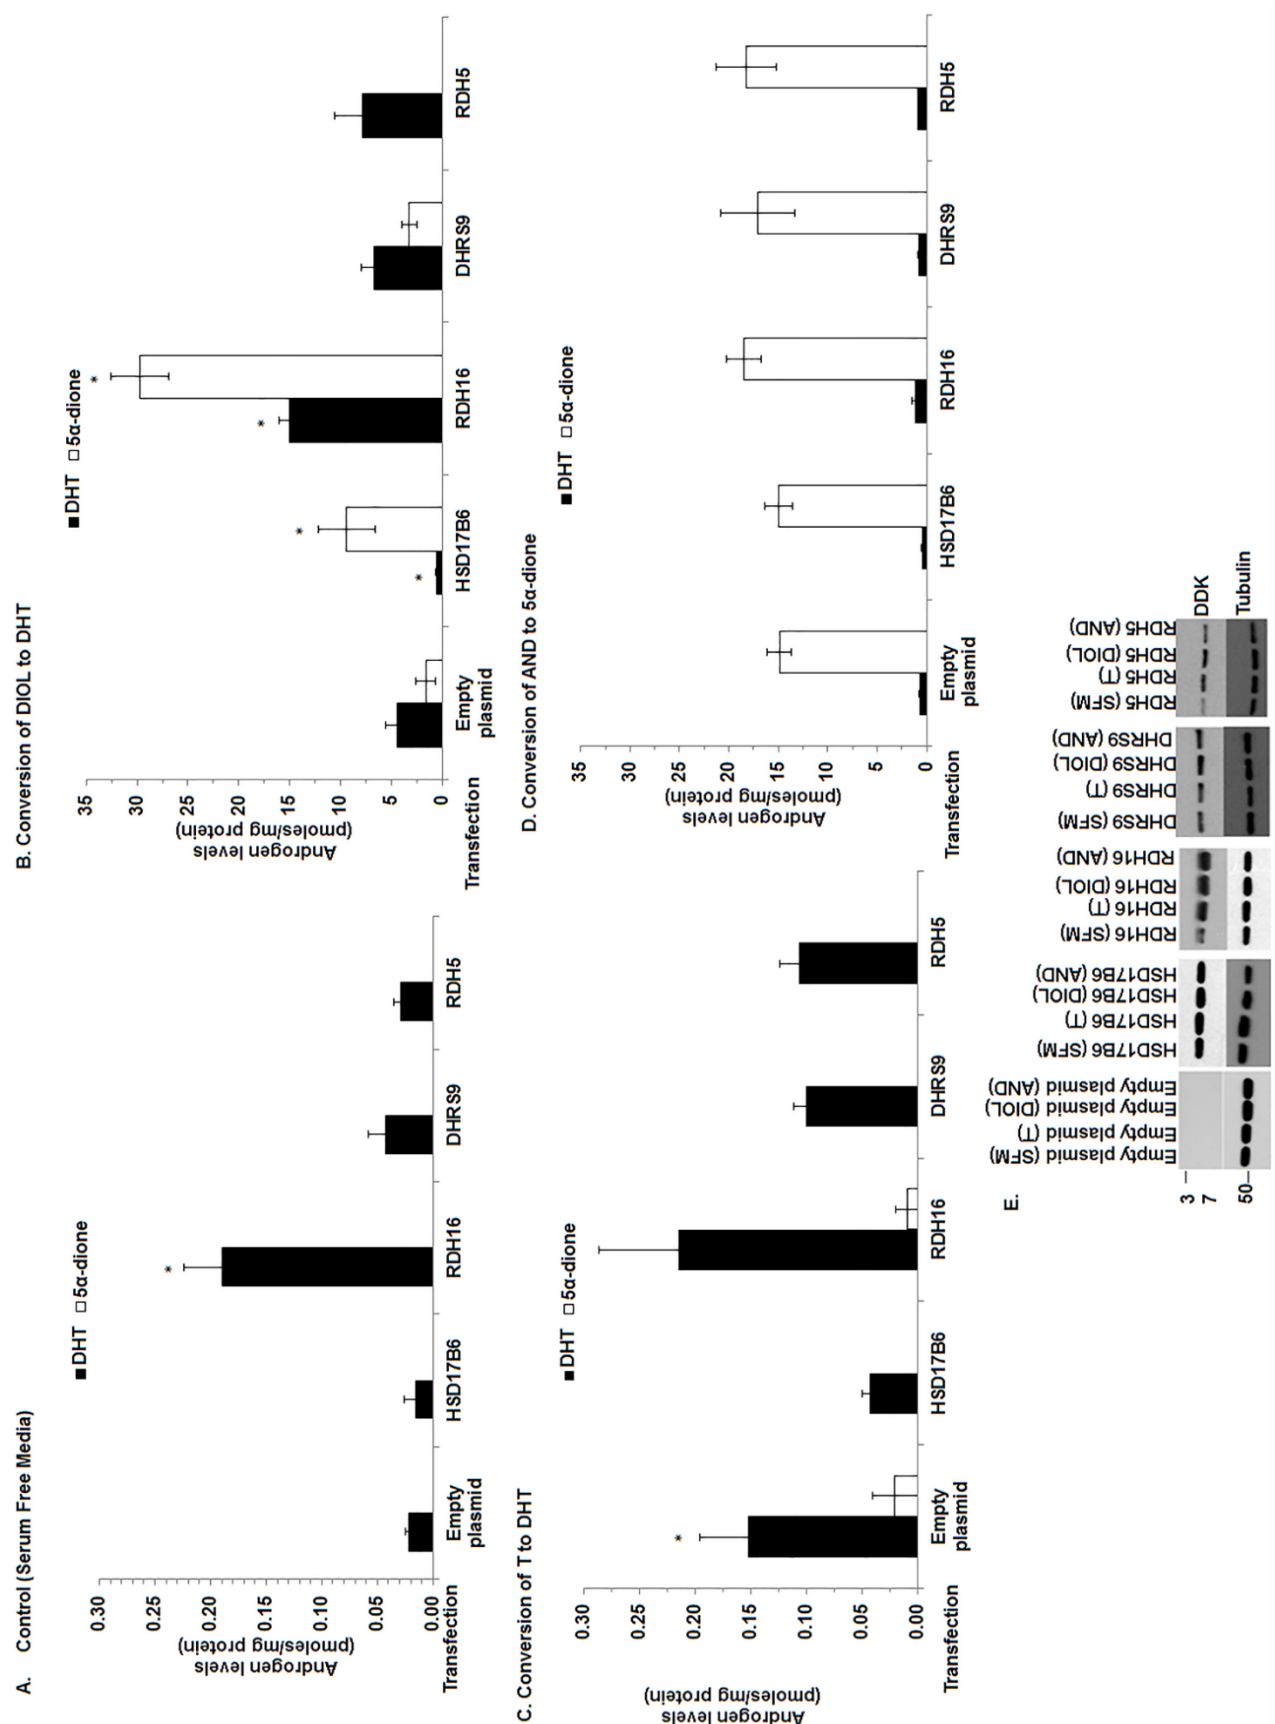 A. Control (Serum Free Media)
■DHT □5α-dione
Androgen levels
(pmoles/mg protein)
0.30
0.25
0.20
0.15
0.10
0.05
0.00
Transfection
Empty plasmid
HSD17B6
RDH16
DHRS9
RDH5
*
B. Conversion of DIOL to DHT
■DHT □5α-dione
Androgen levels
(pmoles/mg protein)
35
30
25
20
15
10
5
0
Transfection
Empty plasmid
HSD17B6
RDH16
DHRS9
RDH5
*
*
*
*
C. Conversion of T to DHT
■DHT □5α-dione
Androgen levels
(pmoles/mg protein)
0.30
0.25
0.20
0.15
0.10
0.05
0.00
Transfection
Empty plasmid
HSD17B6
RDH16
DHRS9
RDH5
*
D. Conversion of AND to 5α-dione
■DHT □5α-dione
Androgen levels
(pmoles/mg protein)
35
30
25
20
15
10
5
0
Transfection
Empty plasmid
HSD17B6
RDH16
DHRS9
RDH5
E.
Empty plasmid (SFM)
Empty plasmid (T)
Empty plasmid (DIOL)
Empty plasmid (AND)
HSD17B6 (SFM)
HSD17B6 (T)
HSD17B6 (DIOL)
HSD17B6 (AND)
RDH16 (SFM)
RDH16 (T)
RDH16 (DIOL)
RDH16 (AND)
DHRS9 (SFM)
DHRS9 (T)
DHRS9 (DIOL)
DHRS9 (AND)
RDH5 (SFM)
RDH5 (T)
RDH5 (DIOL)
RDH5 (AND)
3
7
DDK
50
Tubulin